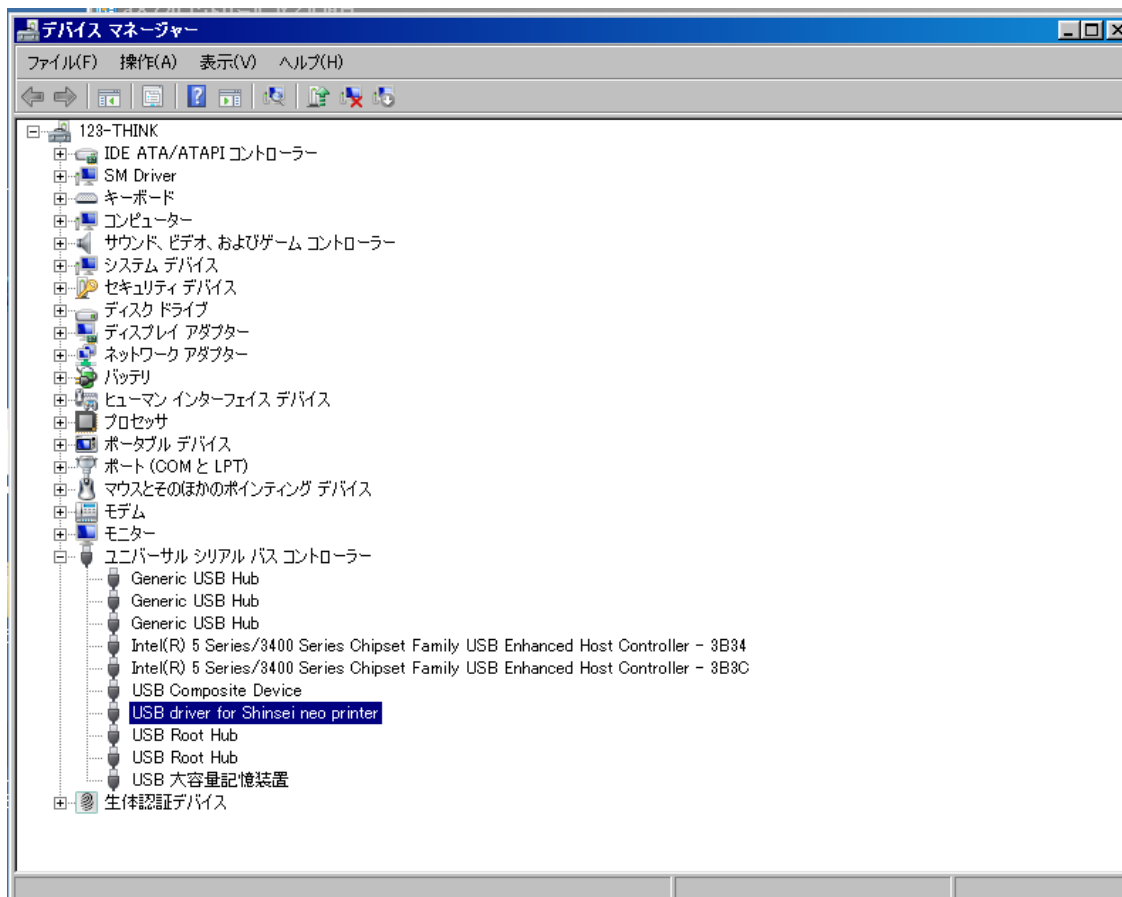 デバイス マネージャー
ファイル(F) 操作(A) 表示(V) ヘルプ(H)
123-THINK
IDE ATA/ATAPI コントローラー
SM Driver
キーボード
コンピューター
サウンド、ビデオ、およびゲーム コントローラー
システム デバイス
セキュリティ デバイス
ディスク ドライブ
ディスプレイ アダプター
ネットワーク アダプター
バッテリ
ヒューマン インターフェイス デバイス
プロセッサ
ポータブル デバイス
ポート (COM と LPT)
マウスとそのほかのポインティング デバイス
モデム
モニター
ユニバーサル シリアル バス コントローラー
Generic USB Hub
Generic USB Hub
Generic USB Hub
Intel(R) 5 Series/3400 Series Chipset Family USB Enhanced Host Controller - 3B34
Intel(R) 5 Series/3400 Series Chipset Family USB Enhanced Host Controller - 3B3C
USB Composite Device
USB driver for Shinsei neo printer
USB Root Hub
USB Root Hub
USB 大容量記憶装置
生体認証デバイス